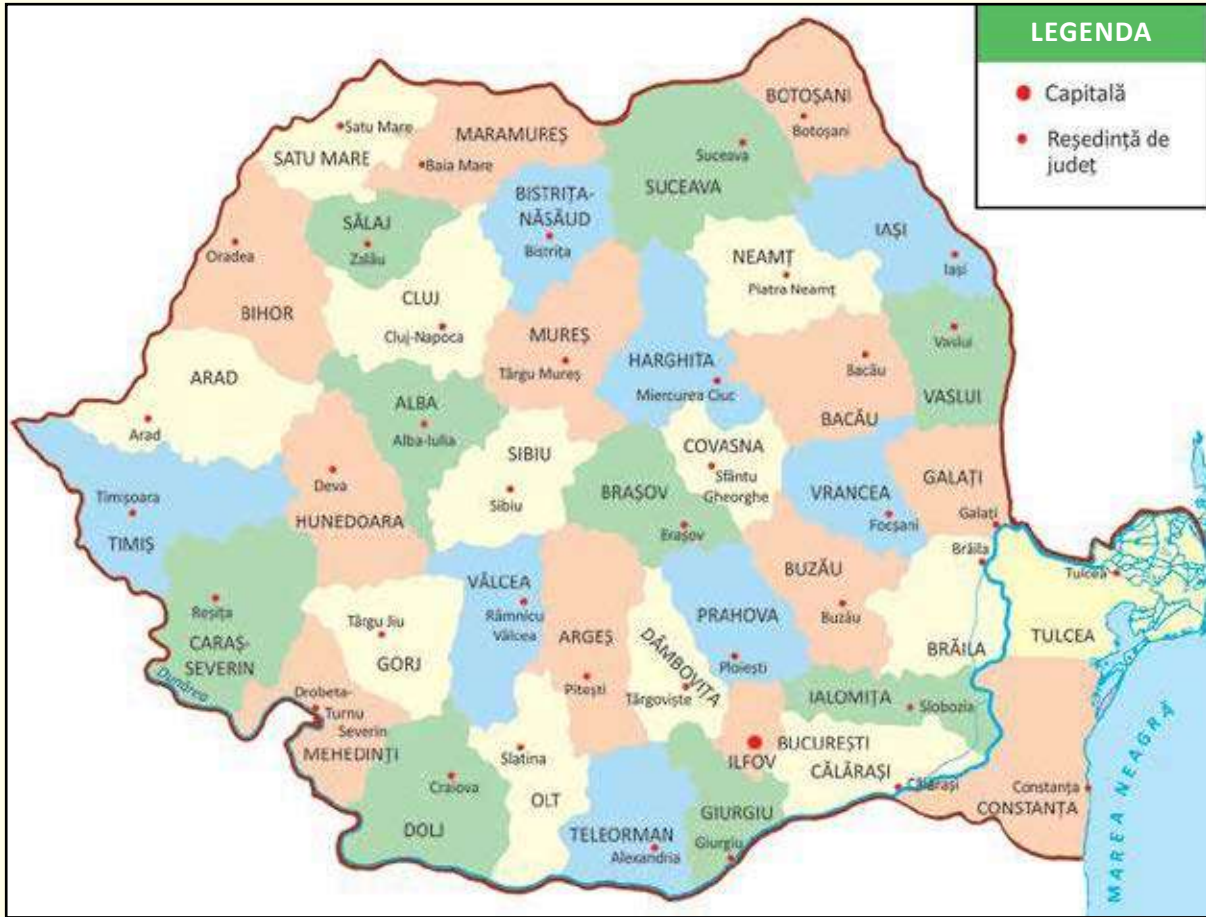 LEGENDA
Capitală
Reședință de
județ
BOTOȘANI
Botoșani
Satu Mare
SATU MARE
MARAMUREȘ
Baia Mare
Suceava
SUCEAVA
BISTRIȚA-
NĂSĂUD
Bistrița
SĂLAJ
Zalău
Oradea
BIHOR
IAȘI
Iași
NEAMȚ
Piatra Neamț
CLUJ
Cluj-Napoca
MUREȘ
Târgu Mureș
HARGHITA
Miercurea Ciuc
Bacău
BACĂU
Vaslui
VASLUI
ARAD
Arad
ALBA
Alba-Iulia
SIBIU
Sibiu
COVASNA
Sfântu
Gheorghe
Deva
HUNEDOARA
BRAȘOV
Erașov
VRANCEA
Focșani
GALAȚI
Galați
Timișoara
TIMIȘ
Brăila
BRĂILA
Tulcea
TULCEA
VÂLCEA
Râmnicu
Vâlcea
BUZĂU
Buzău
Reșița
CARAȘ-
SEVERIN
Târgu Jiu
GORJ
ARGEȘ
Pitești
DÂMBOVIȚA
Târgoviște
PRAHOVA
Ploiești
Dunărea
Drobeta-
Turnu
Severin
MEHEDINȚI
IALOMIȚA
Slobozia
BUCUREȘTI
ILFOV
CĂLĂRAȘI
Călărași
Slatina
OLT
Craiova
DOLJ
TELEORMAN
Alexandria
GIURGIU
Giurgiu
Constanța
CONSTANȚA
MAREA NEAGRĂ